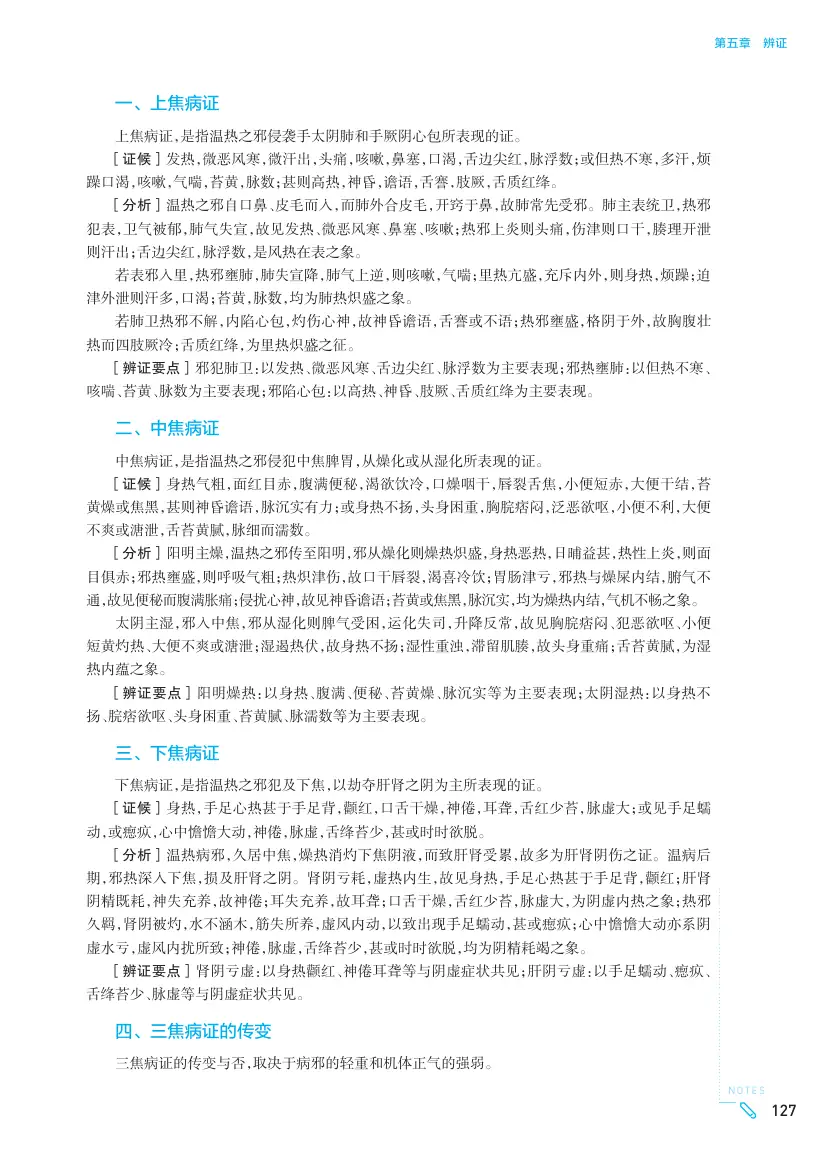 第五章　辨证
一、上焦病证
上焦病证,是指温热之邪侵袭手太阴肺和手厥阴心包所表现的证。
［证候］发热,微恶风寒,微汗出,头痛,咳嗽,鼻塞,口渴,舌边尖红,脉浮数;或但热不寒,多汗,烦
躁口渴,咳嗽,气喘,苔黄,脉数;甚则高热,神昏,谵语,舌謇,肢厥,舌质红绛。
［分析］温热之邪自口鼻、皮毛而入,而肺外合皮毛,开窍于鼻,故肺常先受邪。肺主表统卫,热邪
犯表,卫气被郁,肺气失宣,故见发热、微恶风寒、鼻塞、咳嗽;热邪上炎则头痛,伤津则口干,腠理开泄
则汗出;舌边尖红,脉浮数,是风热在表之象。
若表邪入里,热邪壅肺,肺失宣降,肺气上逆,则咳嗽,气喘;里热亢盛,充斥内外,则身热,烦躁;迫
津外泄则汗多,口渴;苔黄,脉数,均为肺热炽盛之象。
若肺卫热邪不解,内陷心包,灼伤心神,故神昏谵语,舌謇或不语;热邪壅盛,格阴于外,故胸腹壮
热而四肢厥冷;舌质红绛,为里热炽盛之征。
［辨证要点］邪犯肺卫:以发热、微恶风寒、舌边尖红、脉浮数为主要表现;邪热壅肺:以但热不寒、
咳喘、苔黄、脉数为主要表现;邪陷心包:以高热、神昏、肢厥、舌质红绛为主要表现。
二、中焦病证
中焦病证,是指温热之邪侵犯中焦脾胃,从燥化或从湿化所表现的证。
［证候］身热气粗,面红目赤,腹满便秘,渴欲饮冷,口燥咽干,唇裂舌焦,小便短赤,大便干结,苔
黄燥或焦黑,甚则神昏谵语,脉沉实有力;或身热不扬,头身困重,胸脘痞闷,泛恶欲呕,小便不利,大便
不爽或溏泄,舌苔黄腻,脉细而濡数。
［分析］阳明主燥,温热之邪传至阳明,邪从燥化则燥热炽盛,身热恶热,日晡益甚,热性上炎,则面
目俱赤;邪热壅盛,则呼吸气粗;热炽津伤,故口干唇裂,渴喜冷饮;胃肠津亏,邪热与燥屎内结,腑气不
通,故见便秘而腹满胀痛;侵扰心神,故见神昏谵语;苔黄或焦黑,脉沉实,均为燥热内结,气机不畅之象。
太阴主湿,邪入中焦,邪从湿化则脾气受困,运化失司,升降反常,故见胸脘痞闷、犯恶欲呕、小便
短黄灼热、大便不爽或溏泄;湿遏热伏,故身热不扬;湿性重浊,滞留肌腠,故头身重痛;舌苔黄腻,为湿
热内蕴之象。
［辨证要点］阳明燥热:以身热、腹满、便秘、苔黄燥、脉沉实等为主要表现;太阴湿热:以身热不
扬、脘痞欲呕、头身困重、苔黄腻、脉濡数等为主要表现。
三、下焦病证
下焦病证,是指温热之邪犯及下焦,以劫夺肝肾之阴为主所表现的证。
［证候］身热,手足心热甚于手足背,颧红,口舌干燥,神倦,耳聋,舌红少苔,脉虚大;或见手足蠕
动,或瘛疭,心中憺憺大动,神倦,脉虚,舌绛苔少,甚或时时欲脱。
［分析］温热病邪,久居中焦,燥热消灼下焦阴液,而致肝肾受累,故多为肝肾阴伤之证。温病后
期,邪热深入下焦,损及肝肾之阴。肾阴亏耗,虚热内生,故见身热,手足心热甚于手足背,颧红;肝肾
阴精既耗,神失充养,故神倦;耳失充养,故耳聋;口舌干燥,舌红少苔,脉虚大,为阴虚内热之象;热邪
久羁,肾阴被灼,水不涵木,筋失所养,虚风内动,以致出现手足蠕动,甚或瘛疭;心中憺憺大动亦系阴
虚水亏,虚风内扰所致;神倦,脉虚,舌绛苔少,甚或时时欲脱,均为阴精耗竭之象。
［辨证要点］肾阴亏虚:以身热颧红、神倦耳聋等与阴虚症状共见;肝阴亏虚:以手足蠕动、瘛疭、
舌绛苔少、脉虚等与阴虚症状共见。
四、三焦病证的传变
三焦病证的传变与否,取决于病邪的轻重和机体正气的强弱。
NOTES
127